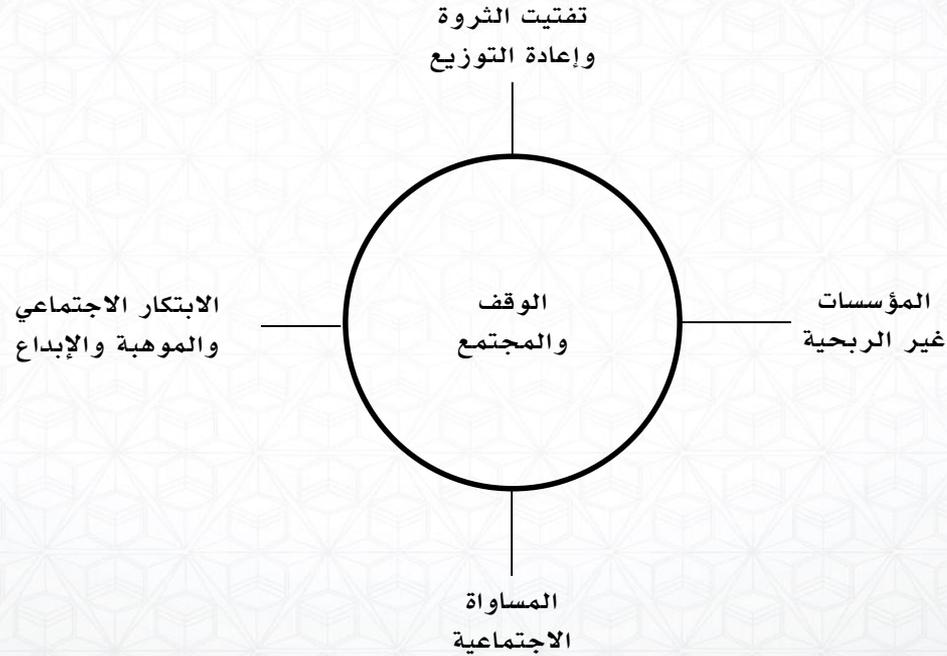 تفتيت الثروة
وإعادة التوزيع
المؤسسات
غير الربحية
الوقف
والمجتمع
الابتكار الاجتماعي
والموهبة والإبداع
المساواة
الاجتماعية